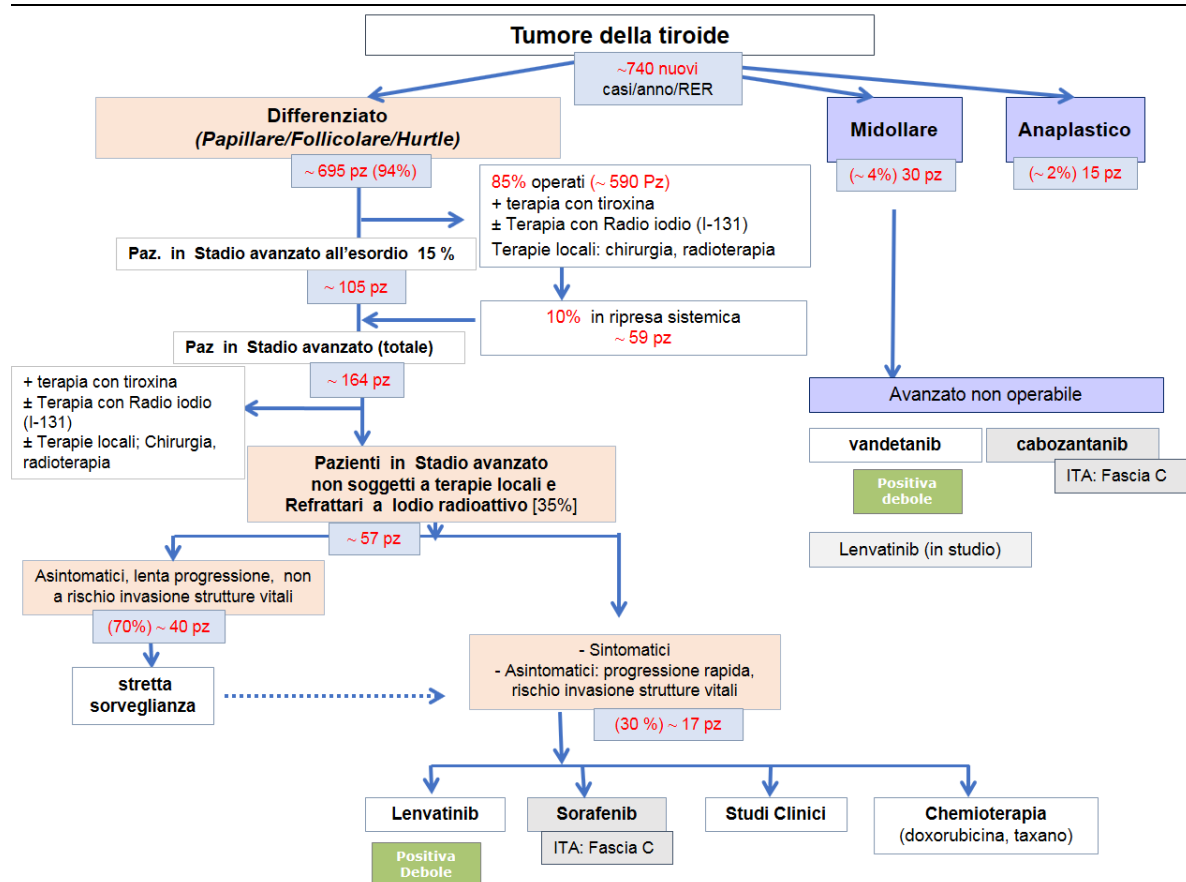 Tumore della tiroide
~740 nuovi
casi/anno/RER
Differenziato
(Papillare/Follicolare/Hurtle)
~ 695 pz (94%)
Midollare
(~ 4%) 30 pz
Anaplastico
(~ 2%) 15 pz
85% operati (~ 590 Pz)
+ terapia con tiroxina
± Terapia con Radio iodio (I-131)
Terapie locali: chirurgia, radioterapia
Paz. in Stadio avanzato all'esordio 15 %
~ 105 pz
10% in ripresa sistemica
~ 59 pz
Paz in Stadio avanzato (totale)
~ 164 pz
+ terapia con tiroxina
± Terapia con Radio iodio
(I-131)
± Terapie locali; Chirurgia,
radioterapia
Avanzato non operabile
vandetanib
cabozantanib
Positiva
debole
ITA: Fascia C
Lenvatinib (in studio)
Pazienti in Stadio avanzato
non soggetti a terapie locali e
Refrattari a Iodio radioattivo [35%]
~ 57 pz
Asintomatici, lenta progressione, non
a rischio invasione strutture vitali
(70%) ~ 40 pz
stretta
sorveglianza
- Sintomatici
- Asintomatici: progressione rapida,
rischio invasione strutture vitali
(30 %) ~ 17 pz
Lenvatinib
Positiva
Debole
Sorafenib
ITA: Fascia C
Studi Clinici
Chemioterapia
(doxorubicina, taxano)